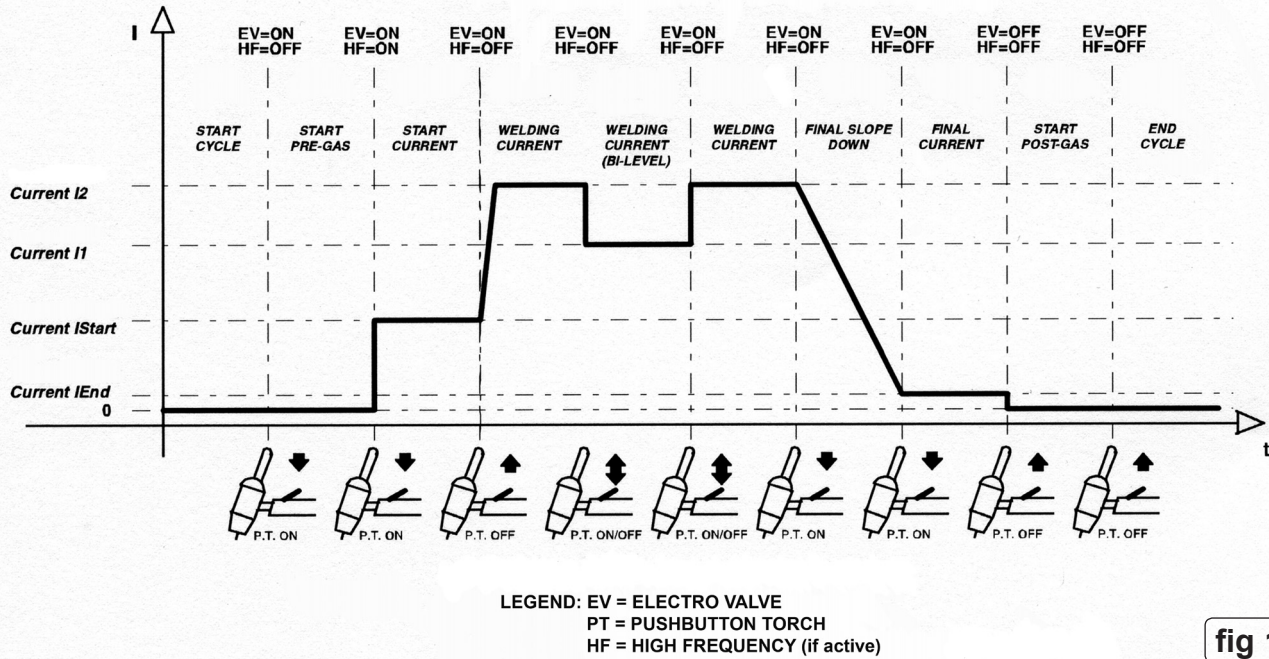 I
EV=ON EV=ON EV=ON EV=ON EV=ON EV=ON EV=ON EV=OFF EV=OFF
HF=OFF HF=ON HF=OFF HF=OFF HF=OFF HF=OFF HF=OFF HF=OFF HF=OFF
START CYCLE
START PRE-GAS
START CURRENT
WELDING CURRENT
WELDING CURRENT (BI-LEVEL)
WELDING CURRENT
FINAL SLOPE DOWN
FINAL CURRENT
START POST-GAS
END CYCLE
Current I2
Current I1
Current IStart
Current IEnd
0
t
P.T. ON P.T. ON P.T. OFF P.T. ON/OFF P.T. ON/OFF P.T. ON P.T. ON P.T. OFF P.T. OFF
LEGEND: EV = ELECTRO VALVE
PT = PUSHBUTTON TORCH
HF = HIGH FREQUENCY (if active)
fig